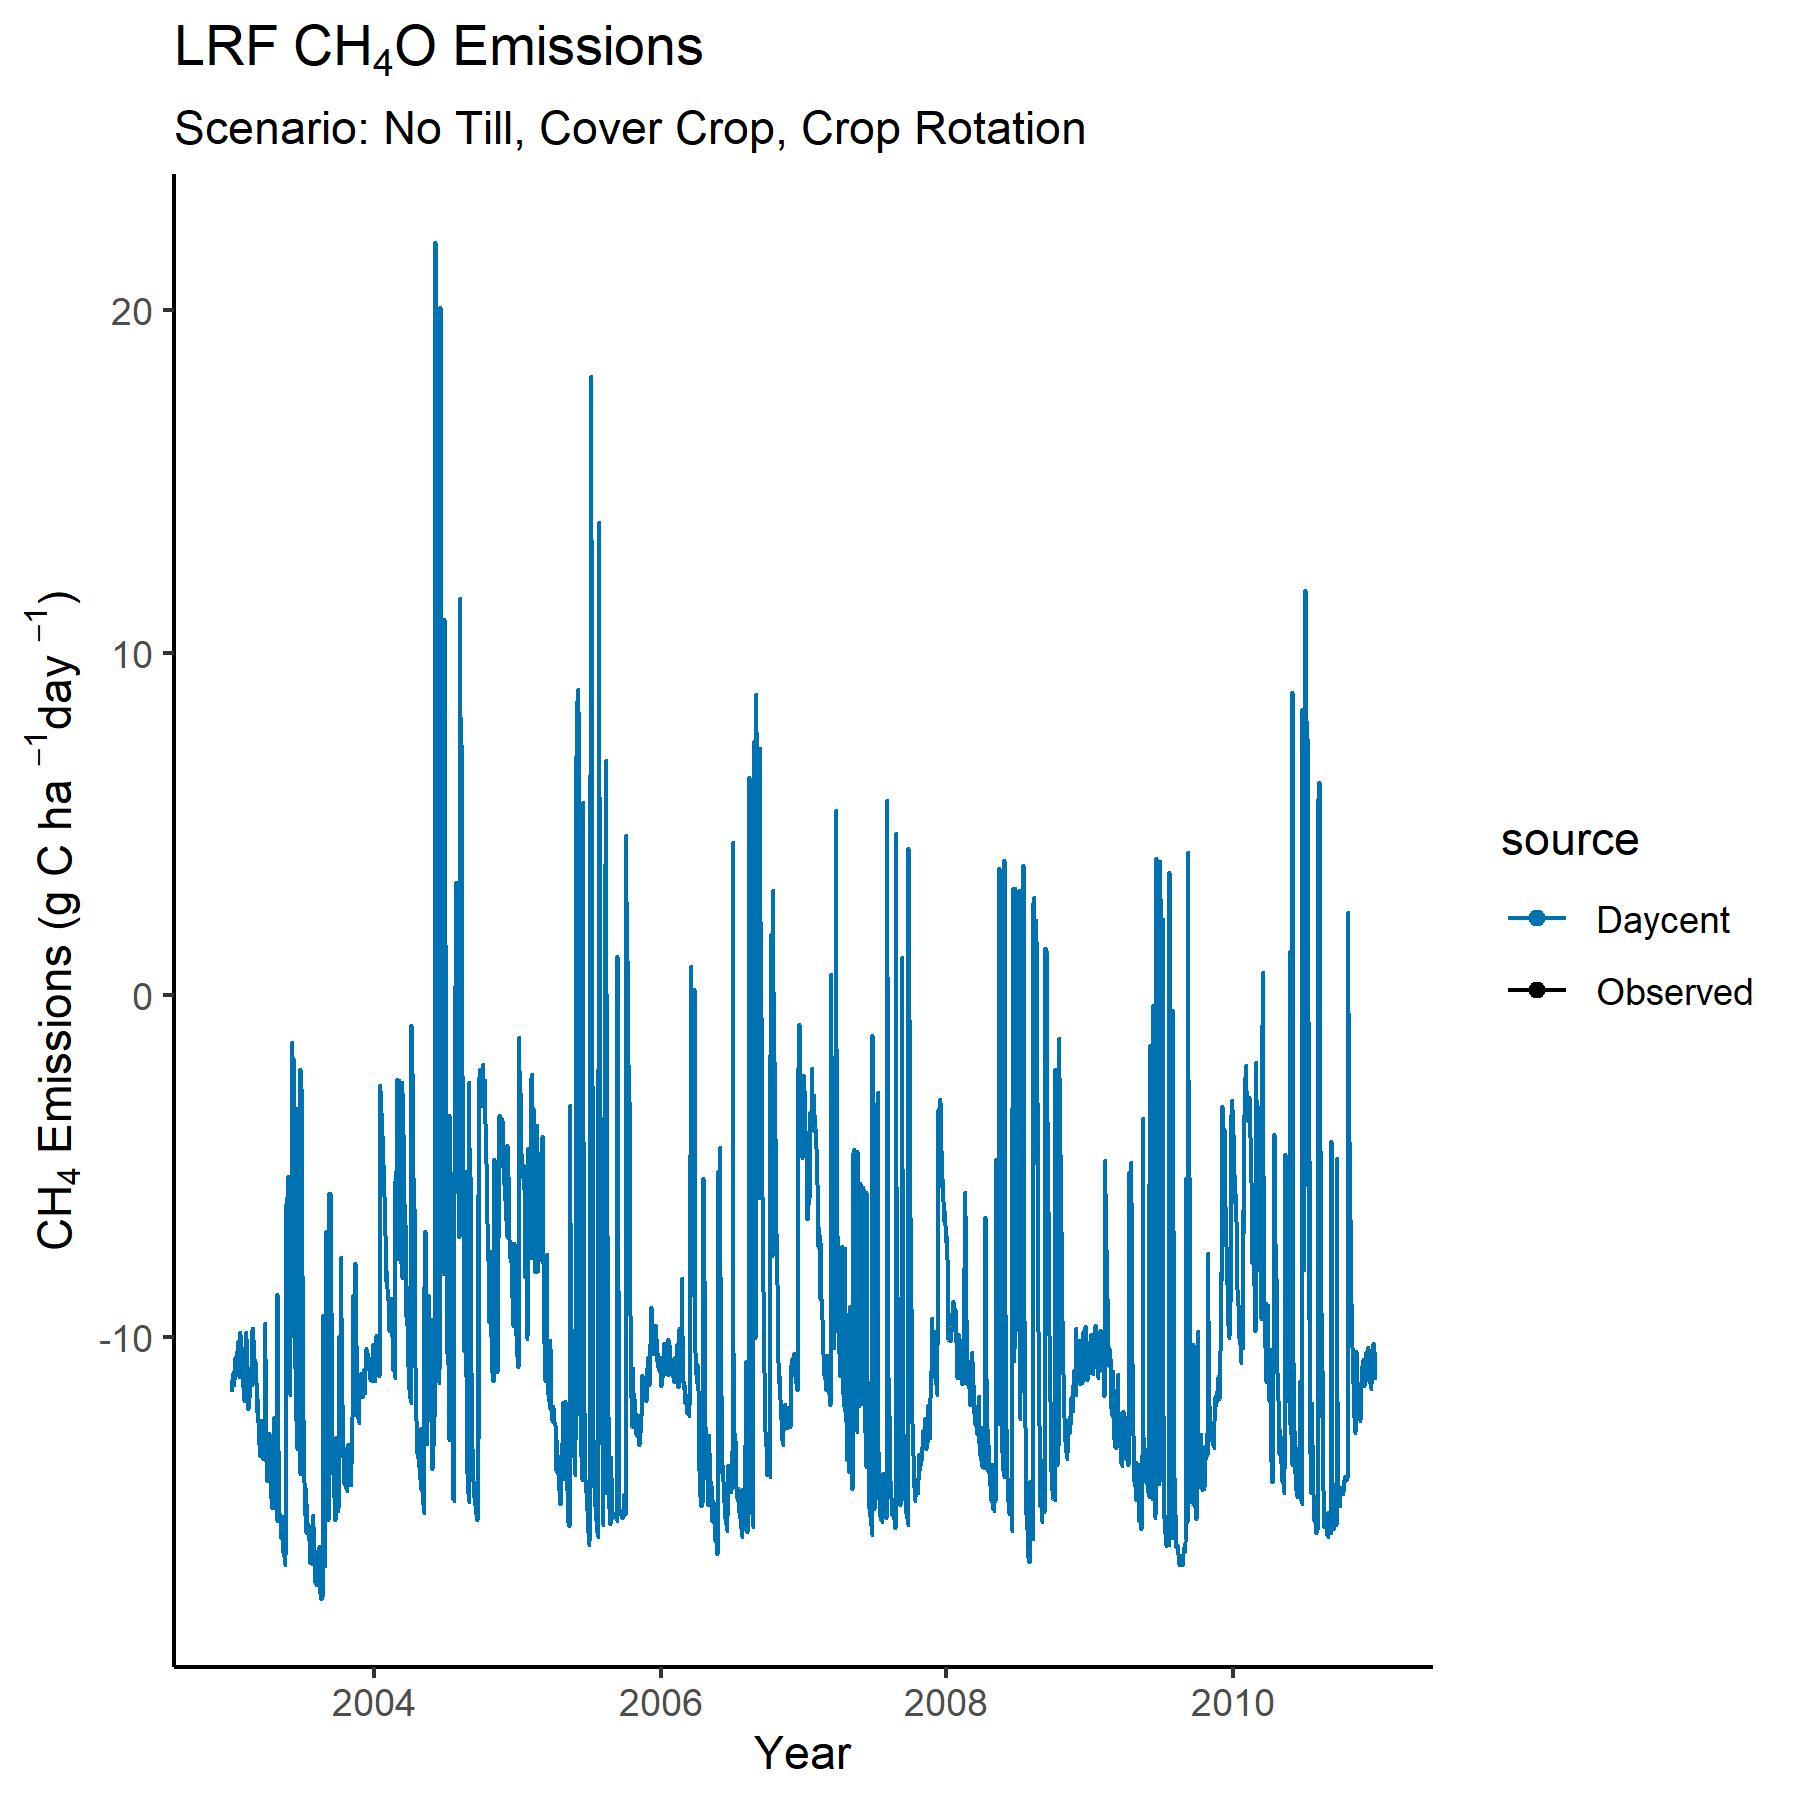 LRF CH₄O Emissions
Scenario: No Till, Cover Crop, Crop Rotation
CH₄ Emissions (g C ha ⁻¹day ⁻¹)
20
10
0
-10
2004 2006 2008 2010
Year
source
Daycent
Observed